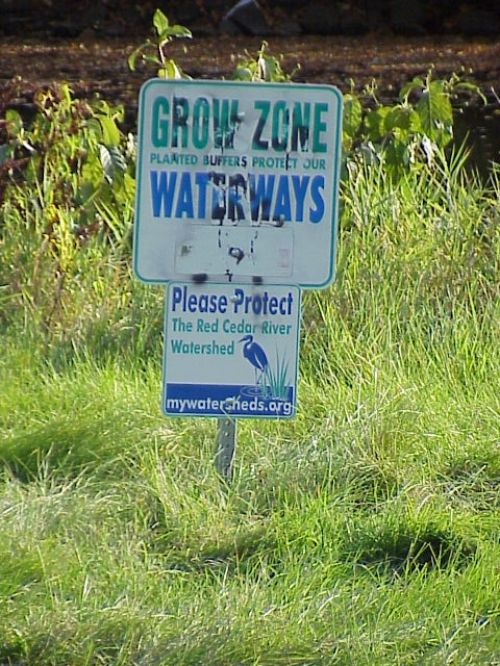 GROW ZONE
PLANTED BUFFERS PROTECT OUR
WATERWAYS
Please Protect
The Red Cedar River
Watershed
mywatersheds.org